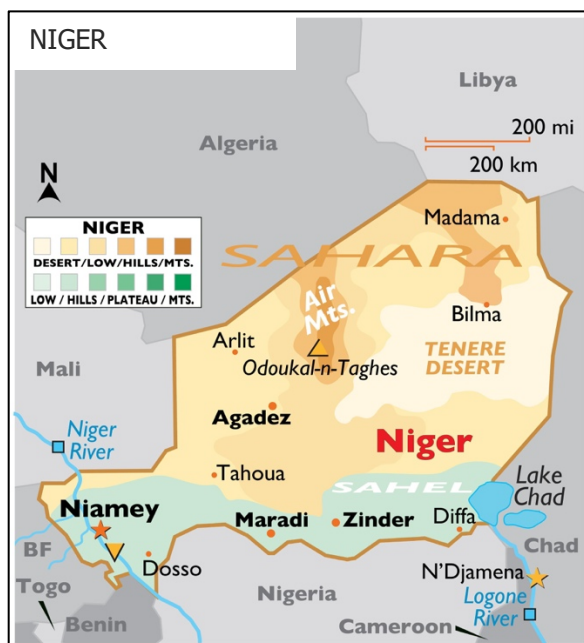 NIGER
Libya
200 mi
200 km
Algeria
N
NIGER
DESERT/LOW/HILLS/MTS.
LOW / HILLS / PLATEAU / MTS.
Madama
SAHARA
Air
Mts.
Bilma
Arlit
TENERE
DESERT
Odoukal-n-Taghes
Mali
Agadez
Niger
River
Niger
Tahoua
SAHEL
Lake
Chad
Niamey
Maradi
Zinder
Diffa
BF
Dosso
Chad
N'Djamena
Togo
Nigeria
Logone
River
Benin
Cameroon